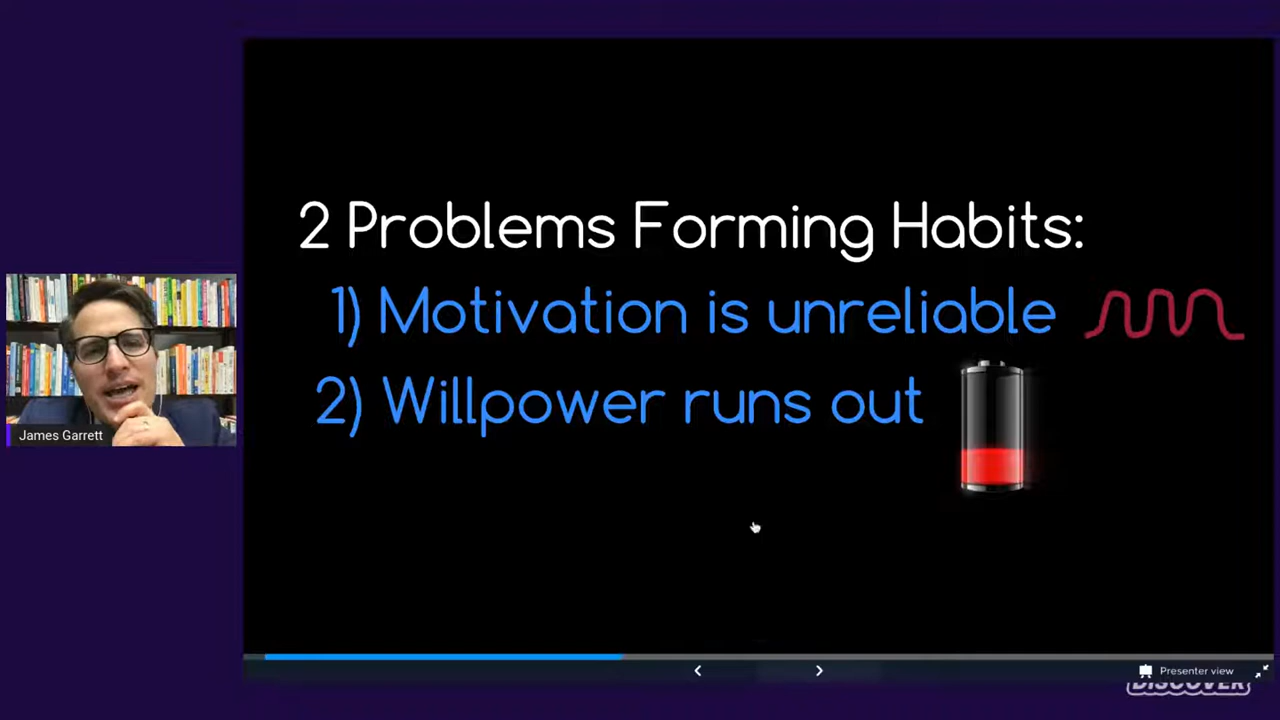 2 Problems Forming Habits:
1) Motivation is unreliable
2) Willpower runs out
James Garrett
Presenter view
DISCOVER